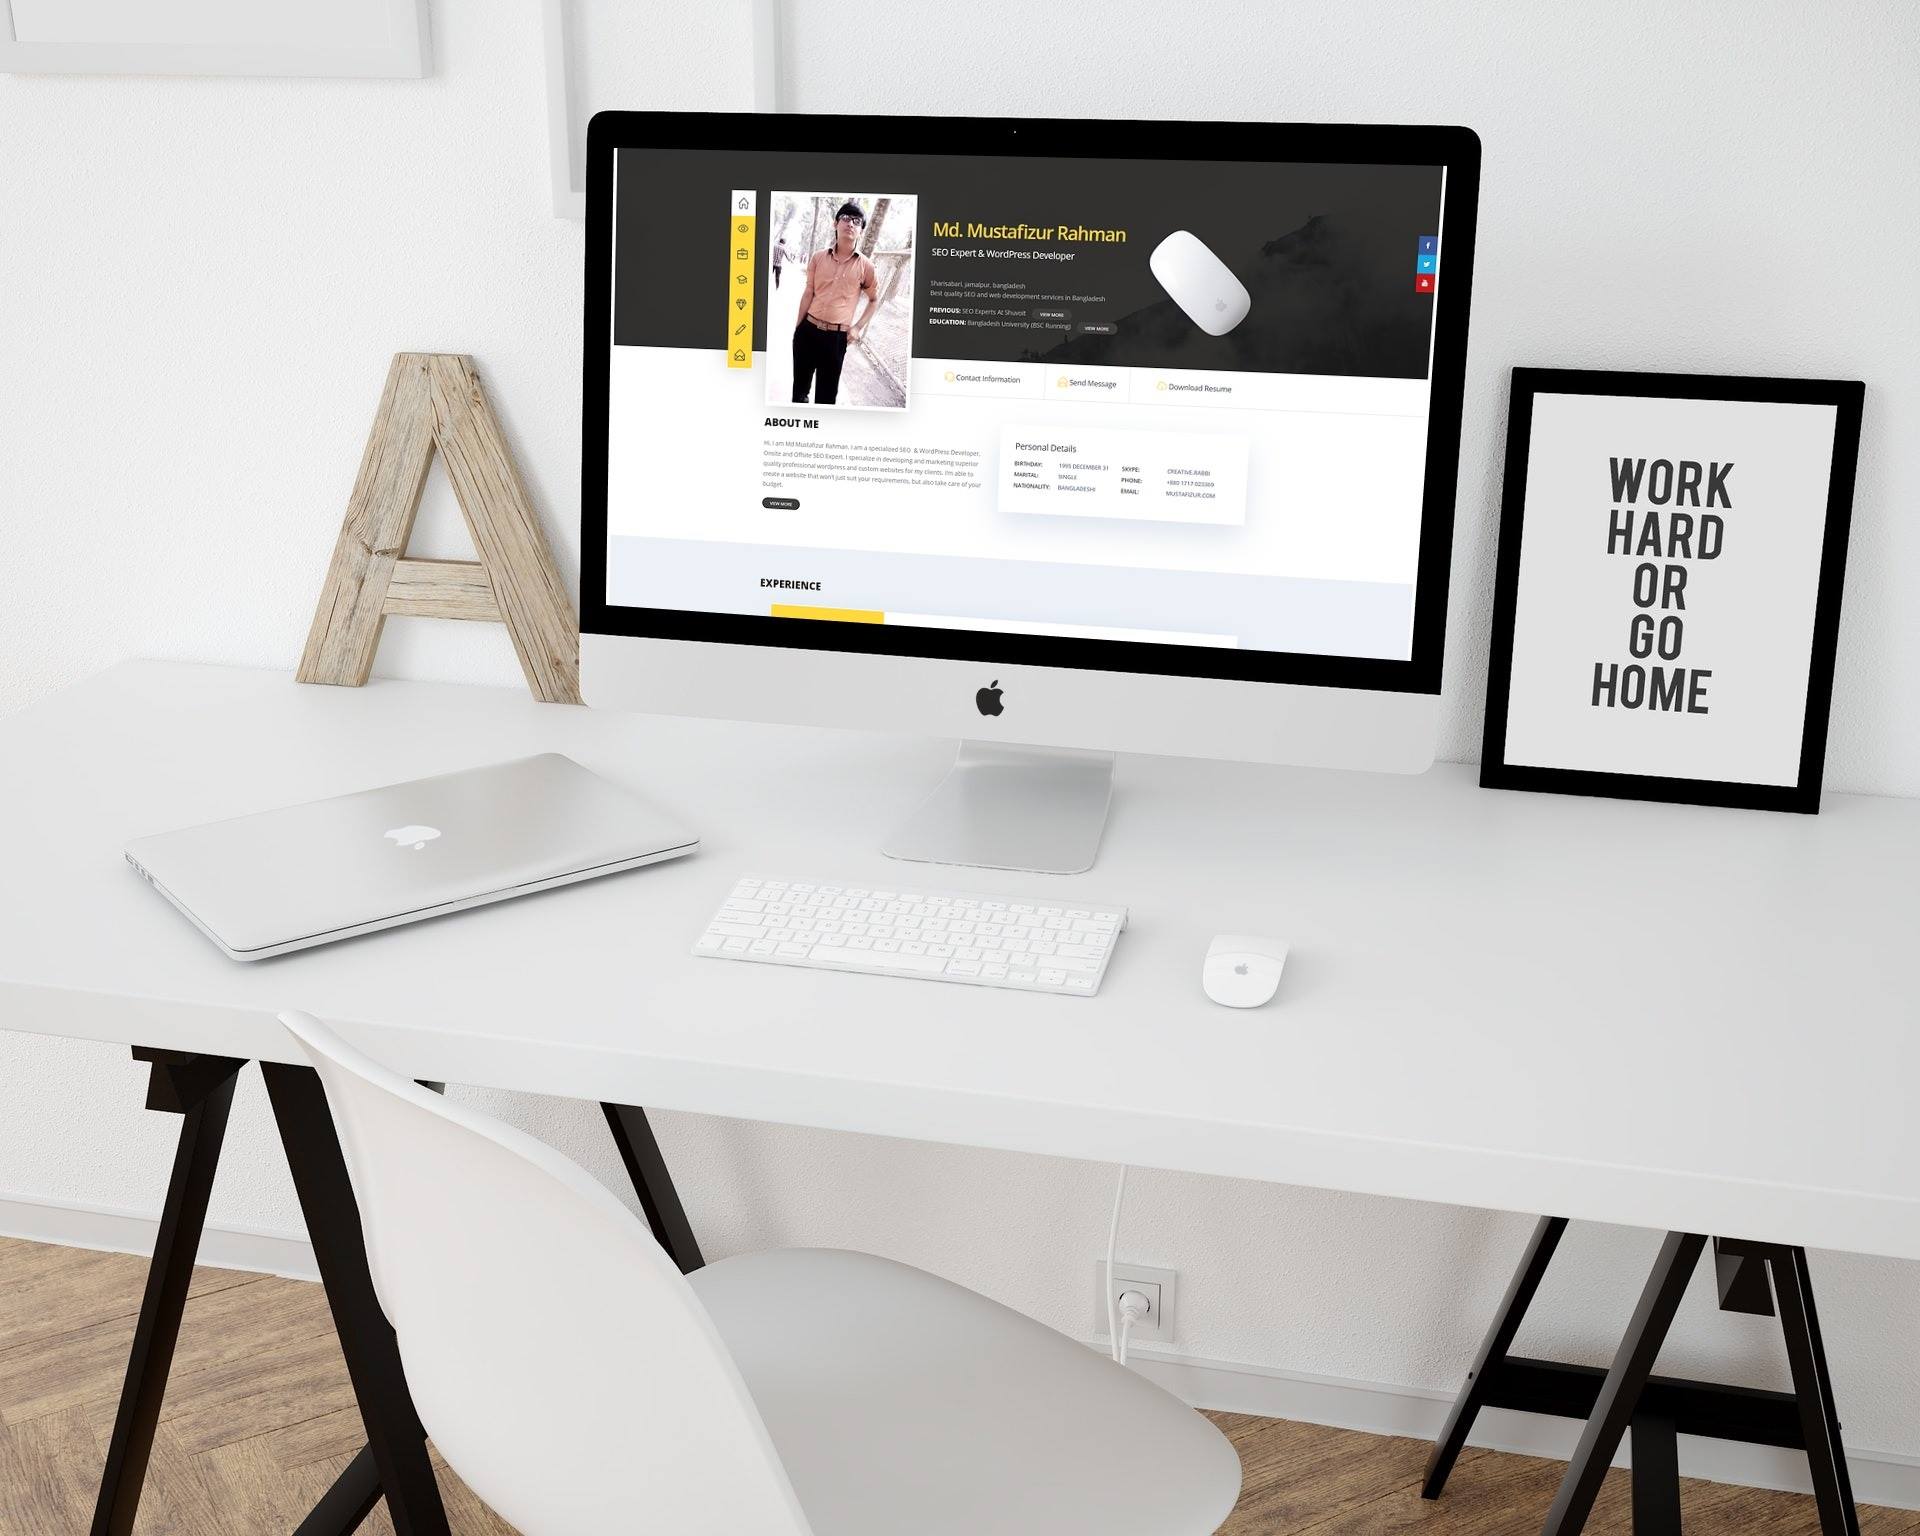 Md. Mustafizur Rahman
SEO Expert & WordPress Developer
Sharisabari, jamalpur, bangladesh
Best quality SEO and web development services in Bangladesh
PREVIOUS: SEO Experts At Shuvoit VIEW MORE
EDUCATION: Bangladesh University (BSC Running) VIEW MORE
Contact Information
Send Message
Download Resume
ABOUT ME
Hi, I am Md Mustafizur Rahman. I am a specialized SEO & WordPress Developer,
Onsite and Offsite SEO Expert. I specialize in developing and marketing superior
quality professional wordpress and custom websites for my clients. I'm able to
create a website that won't just suit your requirements, but also take care of your
budget.
VIEW MORE
Personal Details
BIRTHDAY: 1995 DECEMBER 31 SKYPE: CREATIVE.RABBI
MARITAL: SINGLE PHONE: +880 1717 023369
NATIONALITY: BANGLADESHI EMAIL: MUSTAFIZUR.COM
EXPERIENCE
A
WORK
HARD
OR
GO
HOME